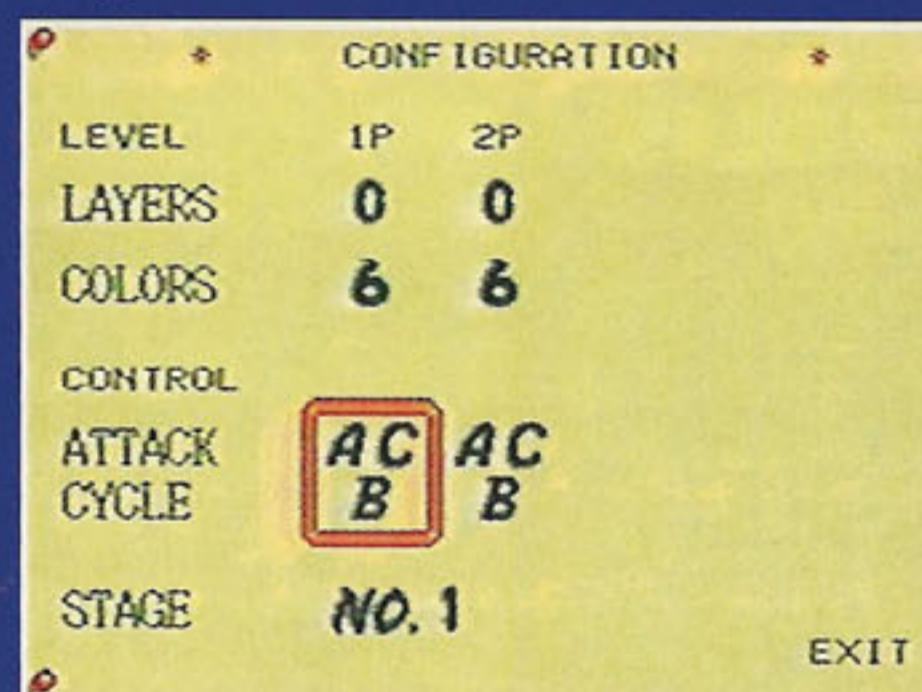 * CONFIGURATION *
LEVEL 1P 2P
LAYERS 0 0
COLORS 6 6
CONTROL
ATTACK AC AC
CYCLE B B
STAGE NO. 1
EXIT